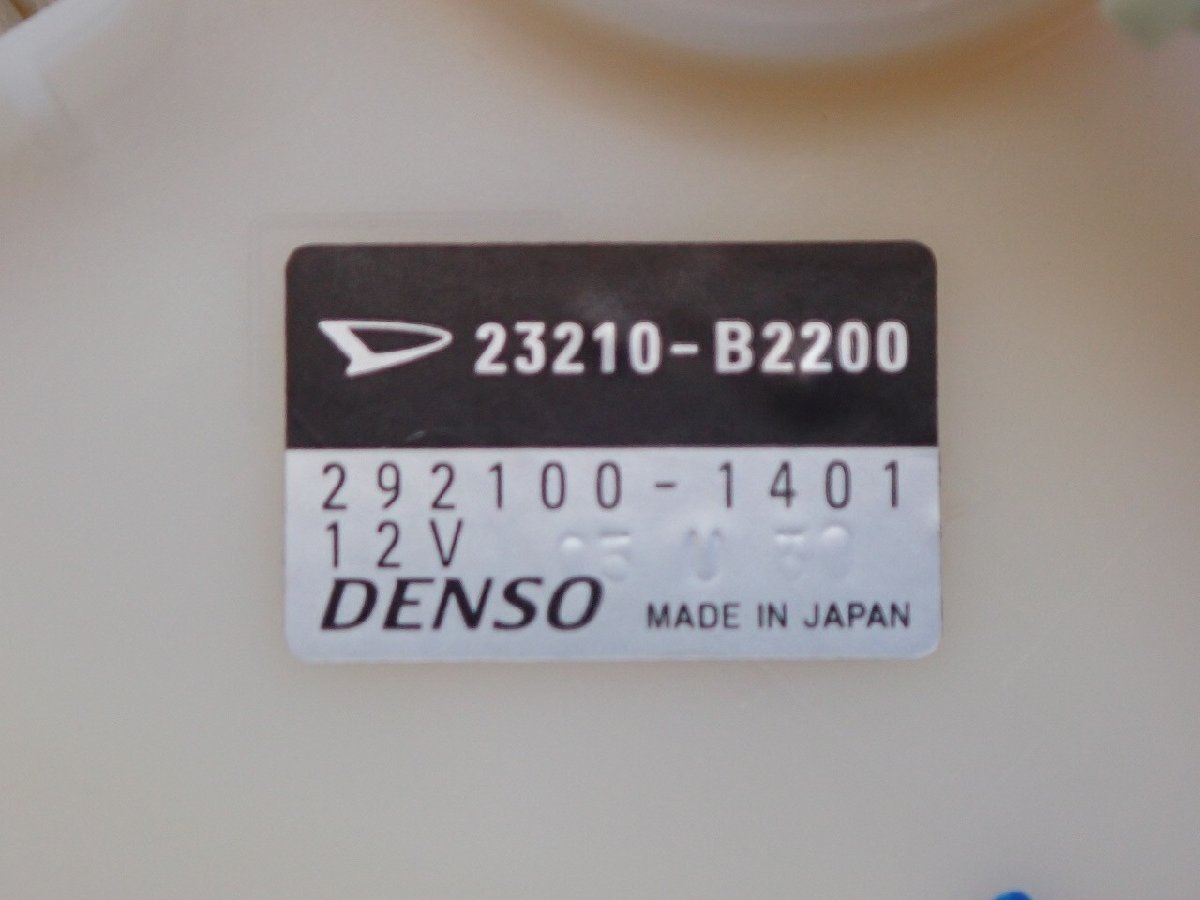 23210-B2200
292100-1401
12V
DENSO MADE IN JAPAN